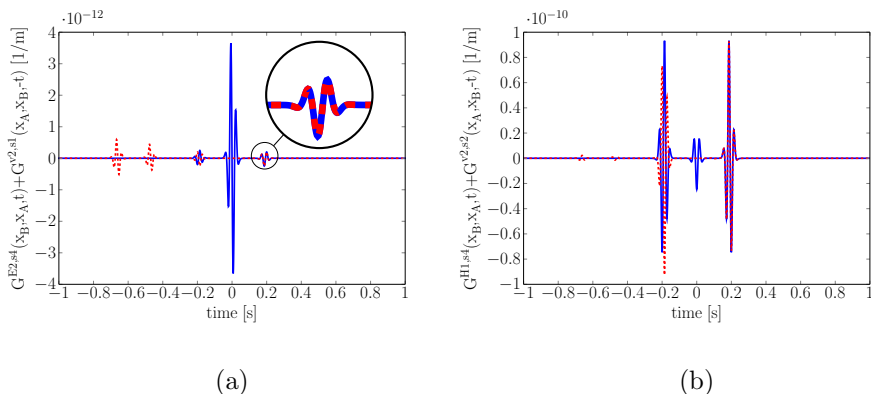 ·10−12
G^E2,s4(x_B,x_A,t)+G^v2,s1(x_A,x_B,-t) [1/m]
4
3
2
1
0
−1
−2
−3
−4
−1 −0.8 −0.6 −0.4 −0.2 0 0.2 0.4 0.6 0.8 1
time [s]
(a)
·10−10
G^H1,s4(x_B,x_A,t)+G^v2,s2(x_A,x_B,-t) [1/m]
1
0.8
0.6
0.4
0.2
0
−0.2
−0.4
−0.6
−0.8
−1
−1 −0.8 −0.6 −0.4 −0.2 0 0.2 0.4 0.6 0.8 1
time [s]
(b)